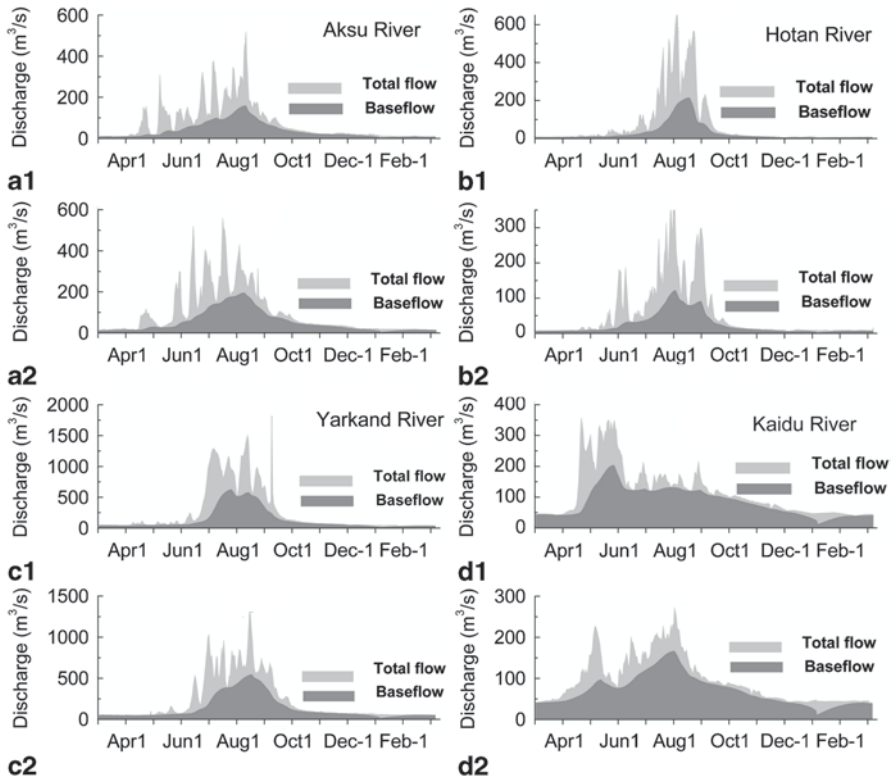 Discharge (m³/s)
600
400
200
0
Aksu River
Total flow
Baseflow
Apr1 Jun1 Aug1 Oct1 Dec-1 Feb-1
a1
Discharge (m³/s)
600
400
200
0
Hotan River
Total flow
Baseflow
Apr1 Jun1 Aug1 Oct1 Dec-1 Feb-1
b1
Discharge (m³/s)
600
400
200
0
Total flow
Baseflow
Apr1 Jun1 Aug1 Oct1 Dec-1 Feb-1
a2
Discharge (m³/s)
300
200
100
0
Total flow
Baseflow
Apr1 Jun1 Aug1 Oct1 Dec-1 Feb-1
b2
Discharge (m³/s)
2000
1500
1000
500
0
Yarkand River
Total flow
Baseflow
Apr1 Jun1 Aug1 Oct1 Dec-1 Feb-1
c1
Discharge (m³/s)
400
300
200
100
0
Kaidu River
Total flow
Baseflow
Apr1 Jun1 Aug1 Oct1 Dec-1 Feb-1
d1
Discharge (m³/s)
1500
1000
500
0
Total flow
Baseflow
Apr1 Jun1 Aug1 Oct1 Dec-1 Feb-1
c2
Discharge (m³/s)
300
200
100
0
Total flow
Baseflow
Apr1 Jun1 Aug1 Oct1 Dec-1 Feb-1
d2